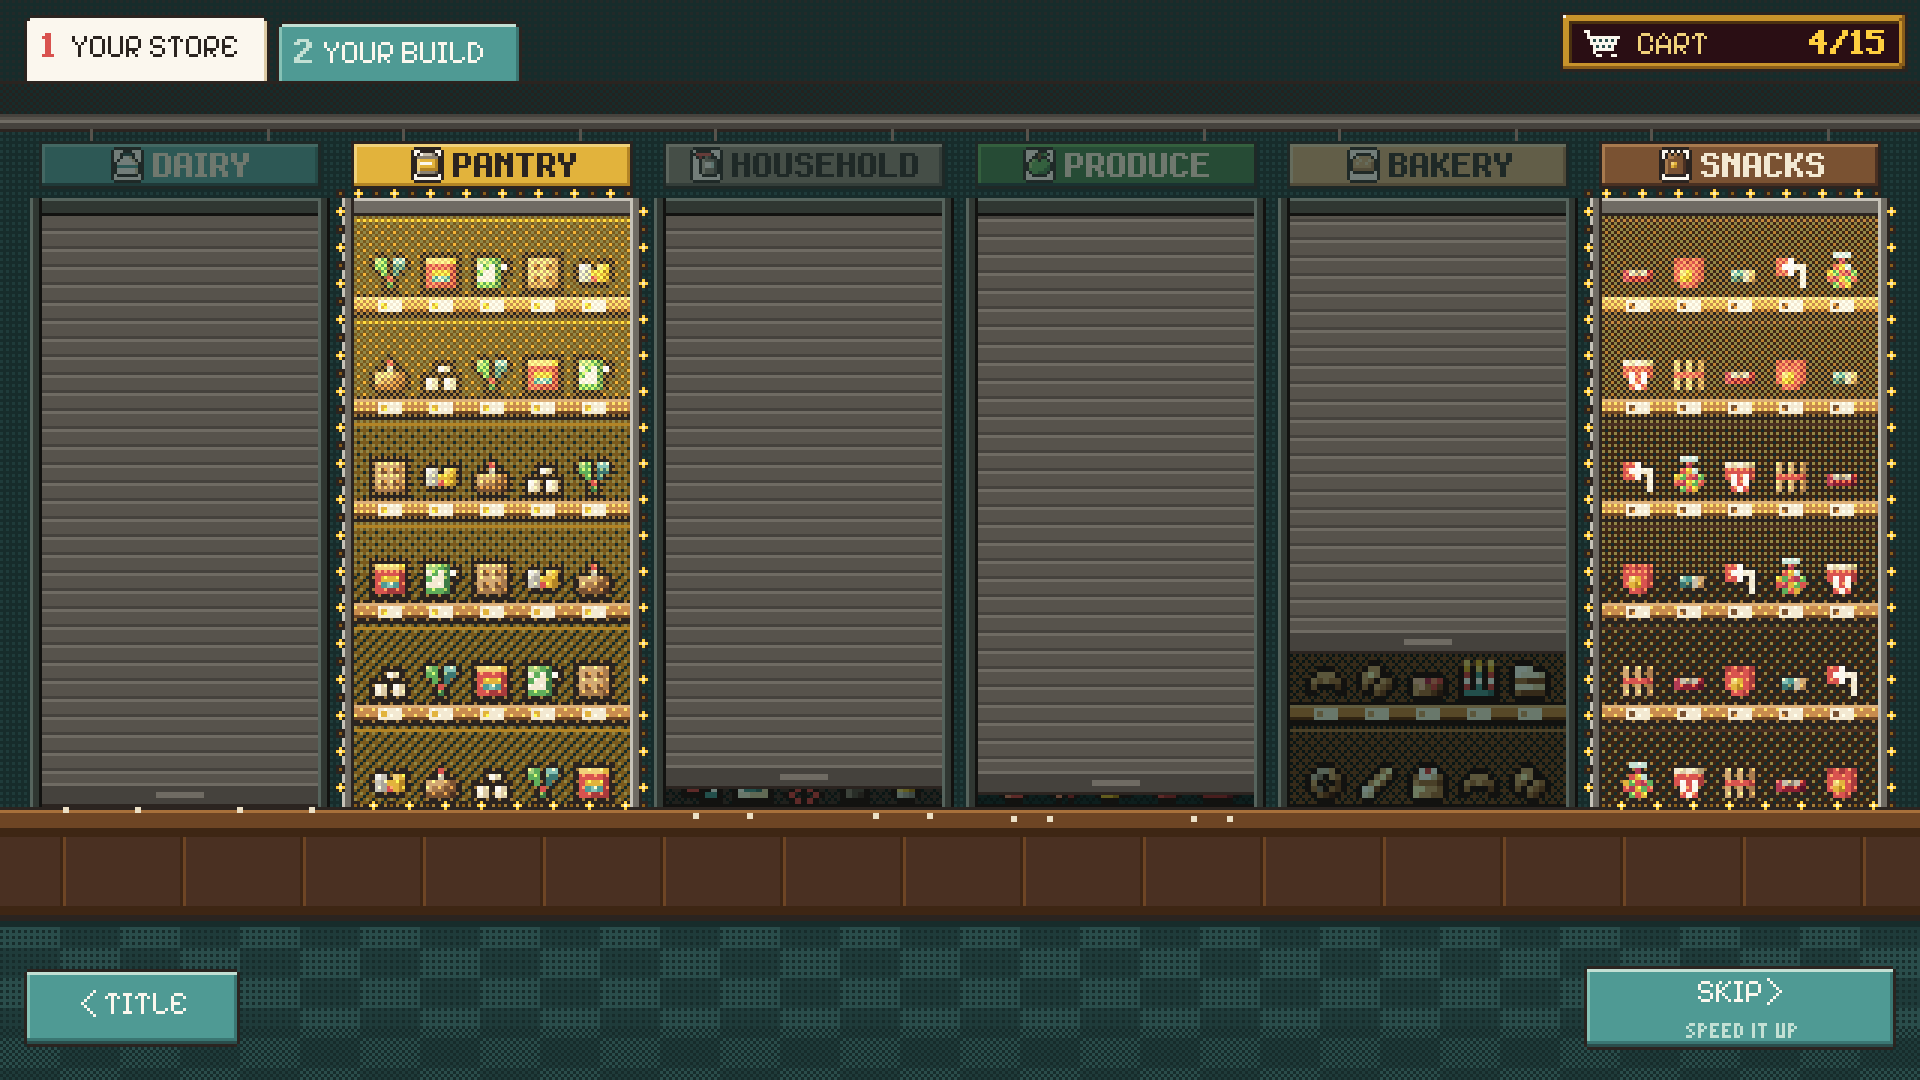 1 YOUR STORE
2 YOUR BUILD
CART 4/15
DAIRY
PANTRY
HOUSEHOLD
PRODUCE
BAKERY
SNACKS
< TITLE
SKIP >
SPEED IT UP